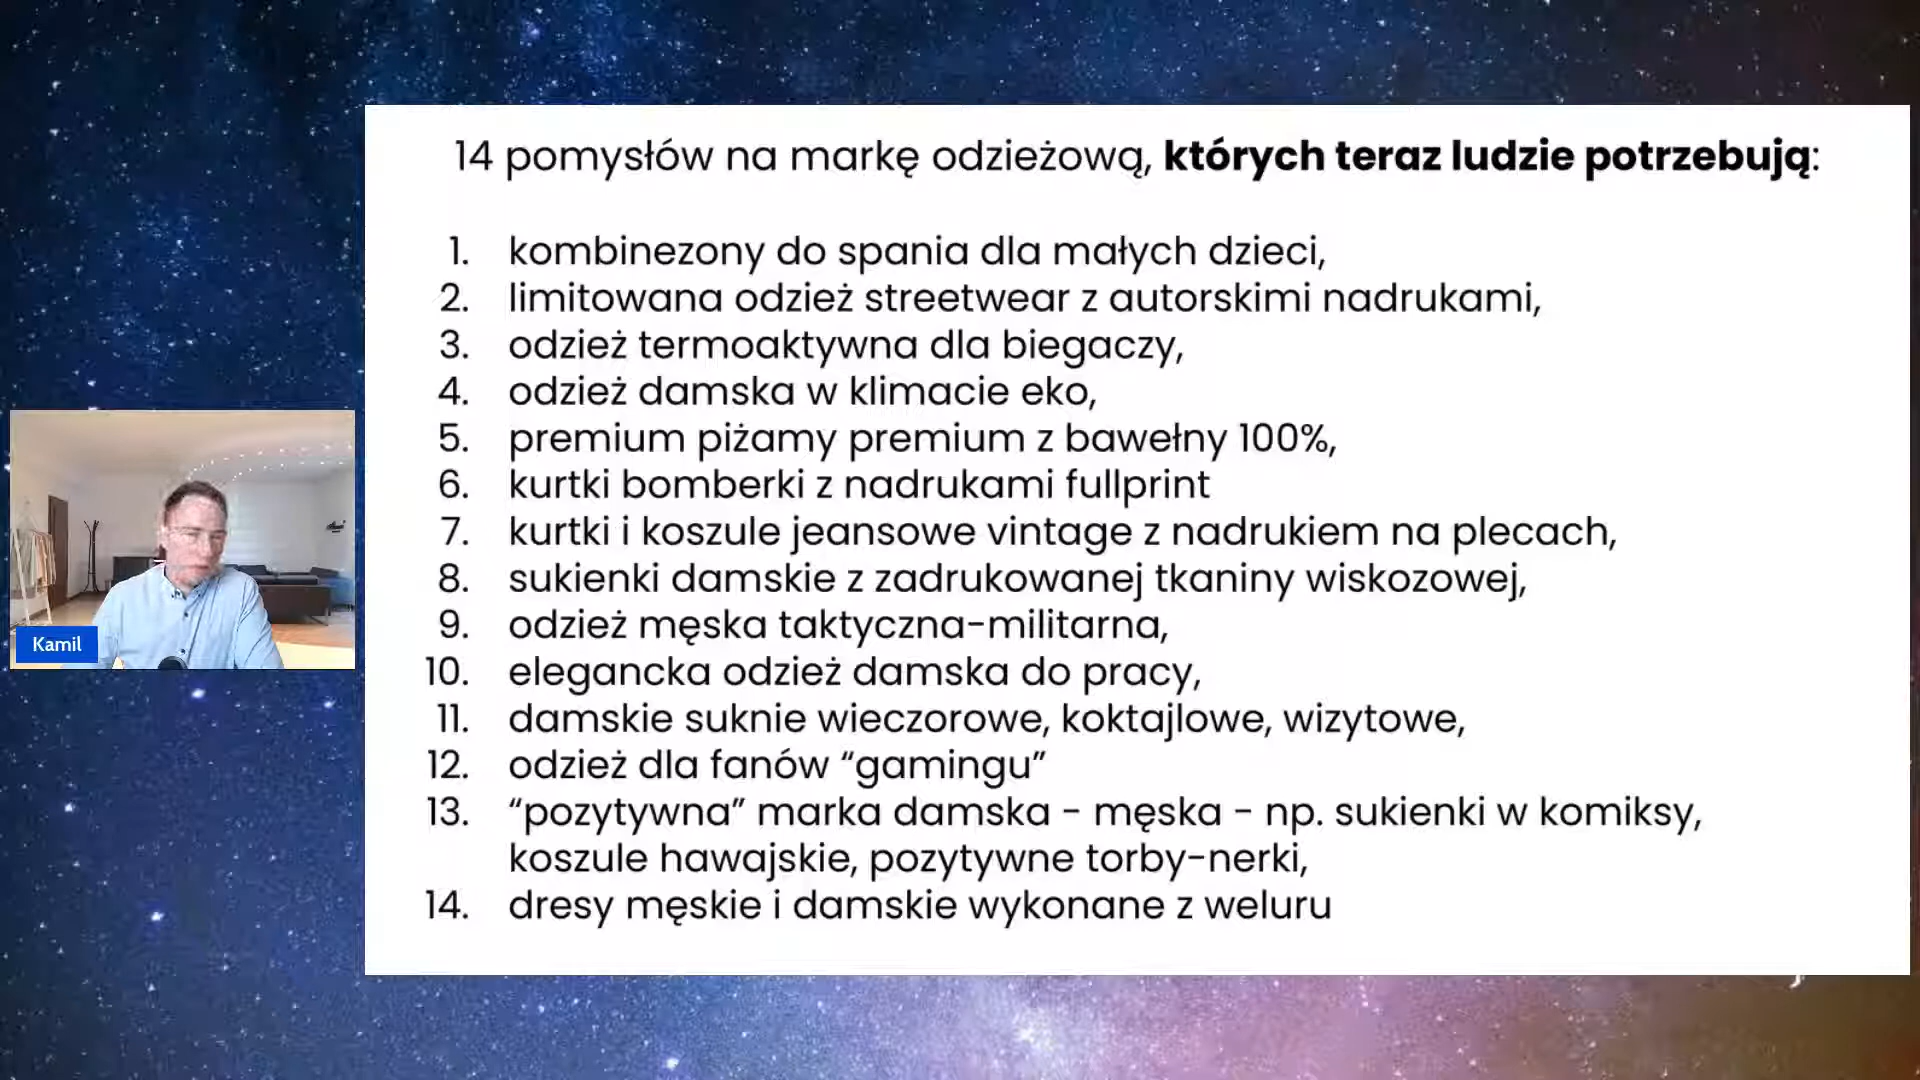 14 pomysłów na markę odzieżową, których teraz ludzie potrzebują:
1. kombinezony do spania dla małych dzieci,
2. limitowana odzież streetwear z autorskimi nadrukami,
3. odzież termoaktywna dla biegaczy,
4. odzież damska w klimacie eko,
5. premium piżamy premium z bawełny 100%,
6. kurtki bomberki z nadrukami fullprint
7. kurtki i koszule jeansowe vintage z nadrukiem na plecach,
8. sukienki damskie z zadrukowanej tkaniny wiskozowej,
9. odzież męska taktyczna-militarna,
10. elegancka odzież damska do pracy,
11. damskie suknie wieczorowe, koktajlowe, wizytowe,
12. odzież dla fanów “gamingu”
13. “pozytywna” marka damska - męska - np. sukienki w komiksy,
koszule hawajskie, pozytywne torby-nerki,
14. dresy męskie i damskie wykonane z weluru
Kamil